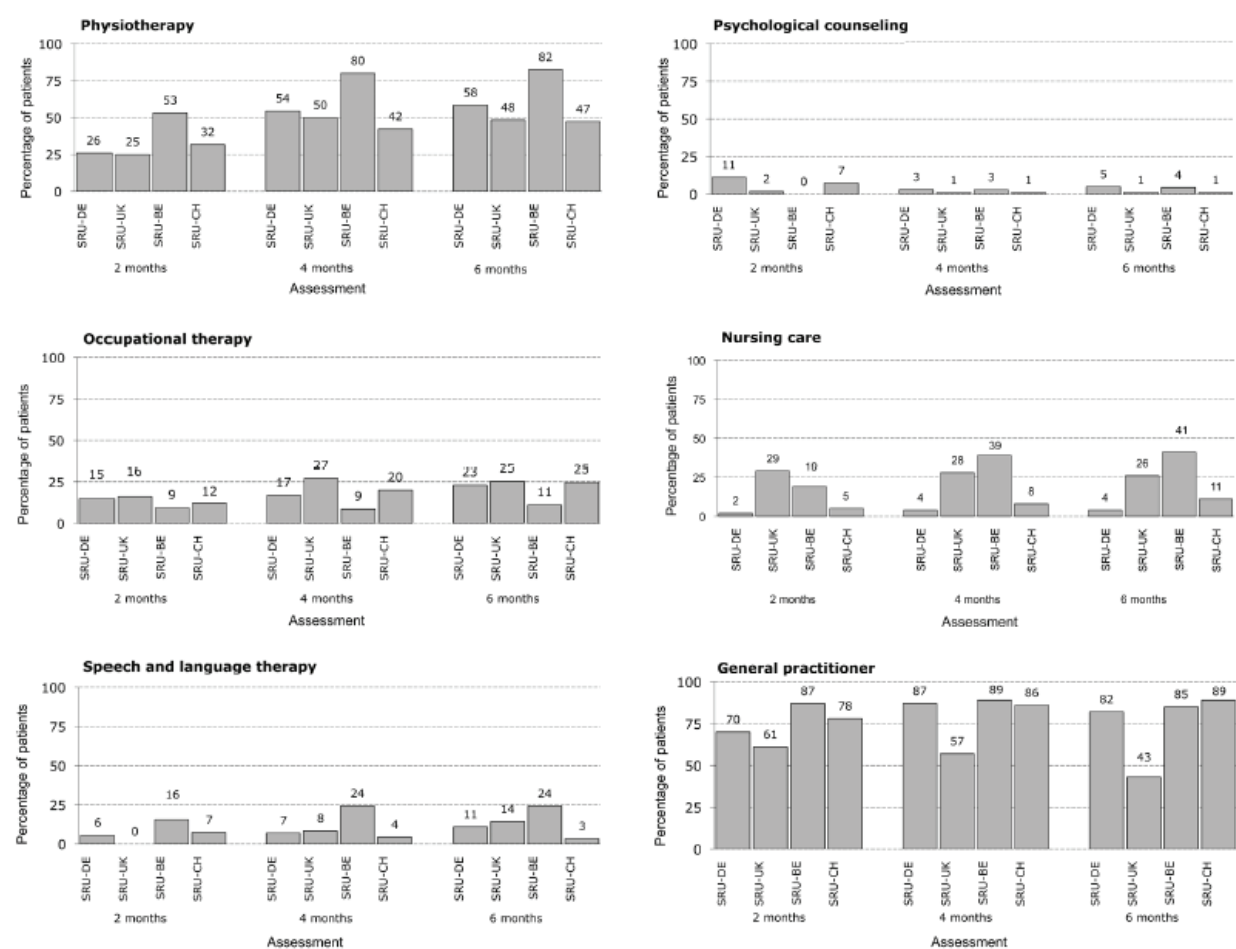 Physiotherapy
Percentage of patients
100
75
50
25
0
26 25 53 32
54 50 80 42
58 48 82 47
SRU-DE SRU-UK SRU-BE SRU-CH
SRU-DE SRU-UK SRU-BE SRU-CH
SRU-DE SRU-UK SRU-BE SRU-CH
2 months 4 months 6 months
Assessment
Psychological counseling
Percentage of patients
100
75
50
25
0
11 2 0 7
3 1 3 1
5 1 4 1
SRU-DE SRU-UK SRU-BE SRU-CH
SRU-DE SRU-UK SRU-BE SRU-CH
SRU-DE SRU-UK SRU-BE SRU-CH
2 months 4 months 6 months
Assessment
Occupational therapy
Percentage of patients
100
75
50
25
0
15 16 9 12
17 27 9 20
23 25 11 25
SRU-DE SRU-UK SRU-BE SRU-CH
SRU-DE SRU-UK SRU-BE SRU-CH
SRU-DE SRU-UK SRU-BE SRU-CH
2 months 4 months 6 months
Assessment
Nursing care
Percentage of patients
100
75
50
25
0
2 29 10 5
4 28 39 8
4 26 41 11
SRU-DE SRU-UK SRU-BE SRU-CH
SRU-DE SRU-UK SRU-BE SRU-CH
SRU-DE SRU-UK SRU-BE SRU-CH
2 months 4 months 6 months
Assessment
Speech and language therapy
Percentage of patients
100
75
50
25
0
6 0 16 7
7 8 24 4
11 14 24 3
SRU-DE SRU-UK SRU-BE SRU-CH
SRU-DE SRU-UK SRU-BE SRU-CH
SRU-DE SRU-UK SRU-BE SRU-CH
2 months 4 months 6 months
Assessment
General practitioner
Percentage of patients
100
75
50
25
0
70 61 87 78
87 57 89 86
82 43 85 89
SRU-DE SRU-UK SRU-BE SRU-CH
SRU-DE SRU-UK SRU-BE SRU-CH
SRU-DE SRU-UK SRU-BE SRU-CH
2 months 4 months 6 months
Assessment